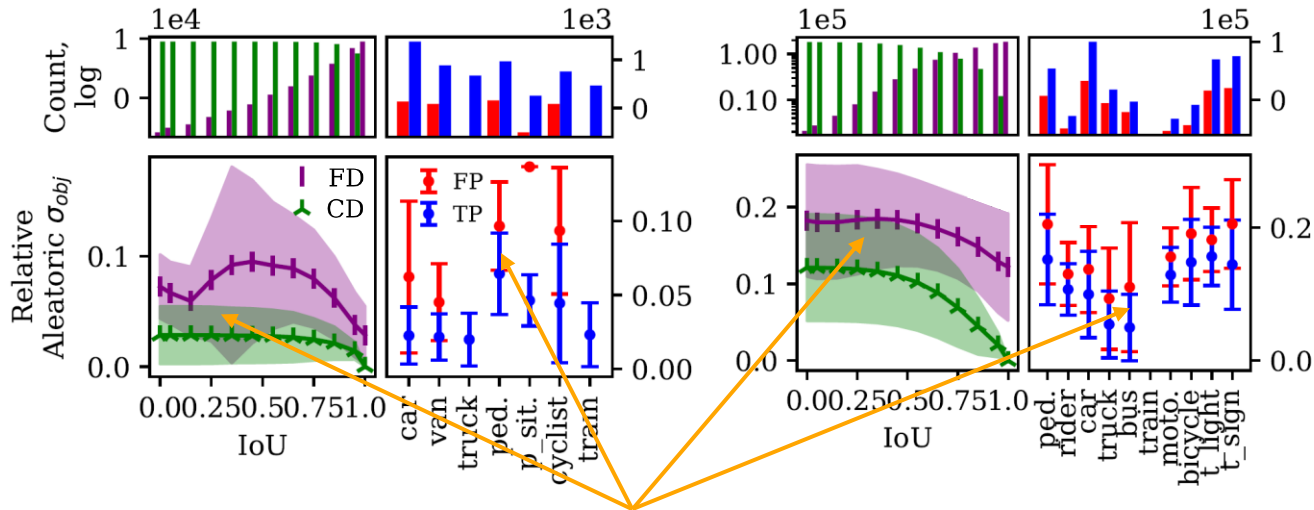 1e4
1e3
1e5
1e5
Count,
log
1
0
1
0
1.00
0.10
1
0
Relative
Aleatoric σobj
0.1
0.0
FD
CD
FP
TP
0.10
0.05
0.00
0.2
0.1
0.0
0.2
0.0
0.00.250.50.751.0
IoU
car
van
truck
ped.
p_sit.
cyclist
train
0.00.250.50.751.0
IoU
ped.
rider
car
truck
bus
train
moto.
bicycle
t_light
t_sign